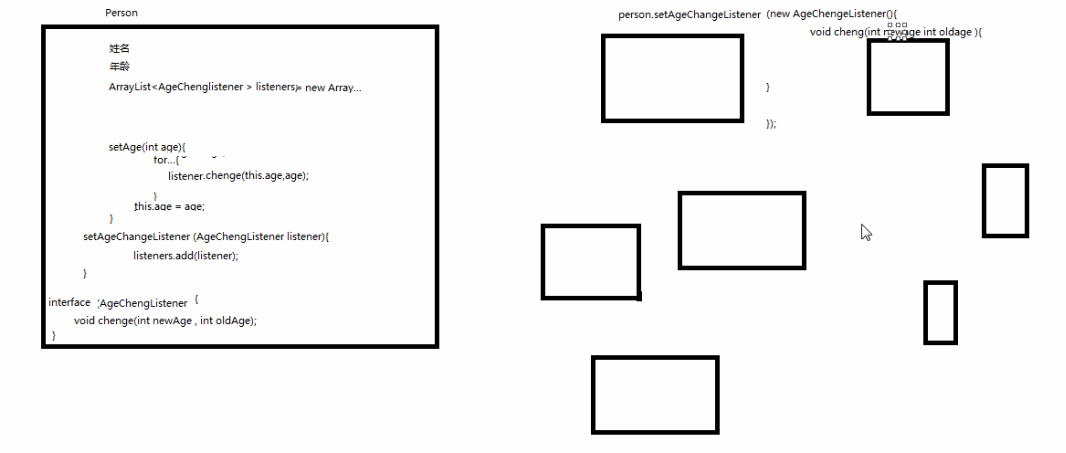 Person
姓名
年龄
ArrayList<AgeChenglistener > listeners= new Array...
setAge(int age){
for...{
listener.chenge(this.age,age);
}
this.age = age;
}
setAgeChangeListener (AgeChengListener listener){
listeners.add(listener);
}
interface AgeChengListener {
void chenge(int newAge , int oldAge);
}
person.setAgeChangeListener (new AgeChengeListener(){
void cheng(int newage int oldage ){
}
});